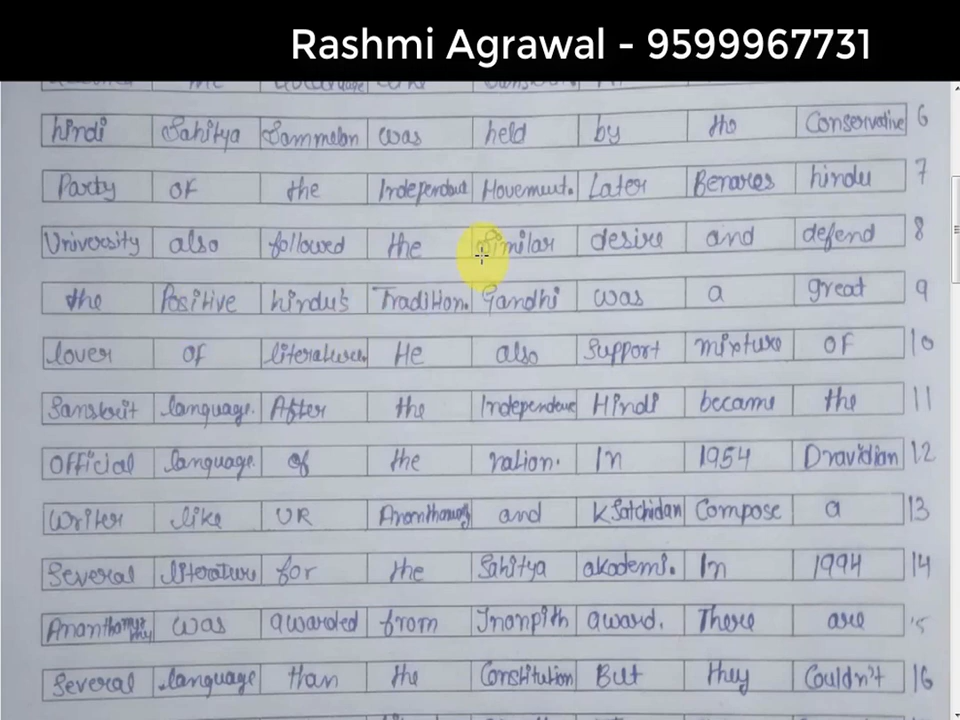 Rashmi Agrawal - 9599967731
hindi Sahitya Sammelan was held by the Conservative 6
Party OF the Independence Movement. Later Benares hindu 7
University also followed the Similar desire and defend 8
the Positive hindu's Tradition. Gandhi was a great 9
lover OF literature. He also Support mixture OF 10
Sanskrit language. After the Independence Hindi became the 11
Official language of the nation. In 1954 Dravidian 12
Writer like UR and K Satchidan Compose a 13
Several literature for the Sahitya akademi. In 1994 14
was awarded from Jnanpith award. There are 15
Several language than the Constitution But they Couldn't 16